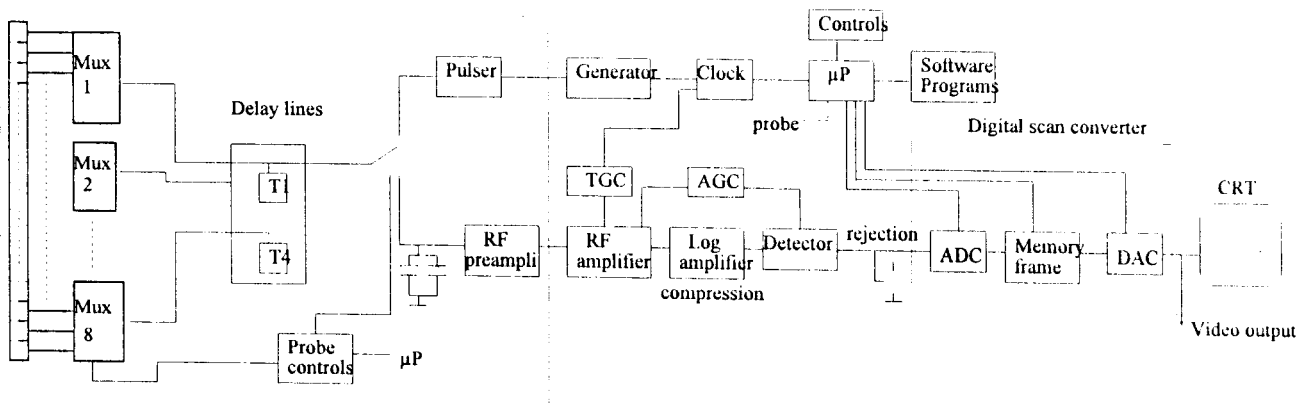 Controls
Mux
1
Pulser
Generator
Clock
µP
Software
Programs
Delay lines
probe
Digital scan converter
Mux
2
T1
TGC
AGC
CRT
T4
RF
preampli
RF
amplifier
Log
amplifier
compression
Detector
rejection
ADC
Memory
frame
DAC
Mux
8
Probe
controls
µP
Video output